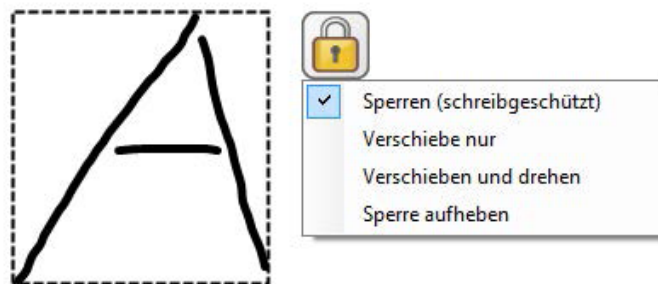 A
Sperren (schreibgeschützt)
Verschiebe nur
Verschieben und drehen
Sperre aufheben